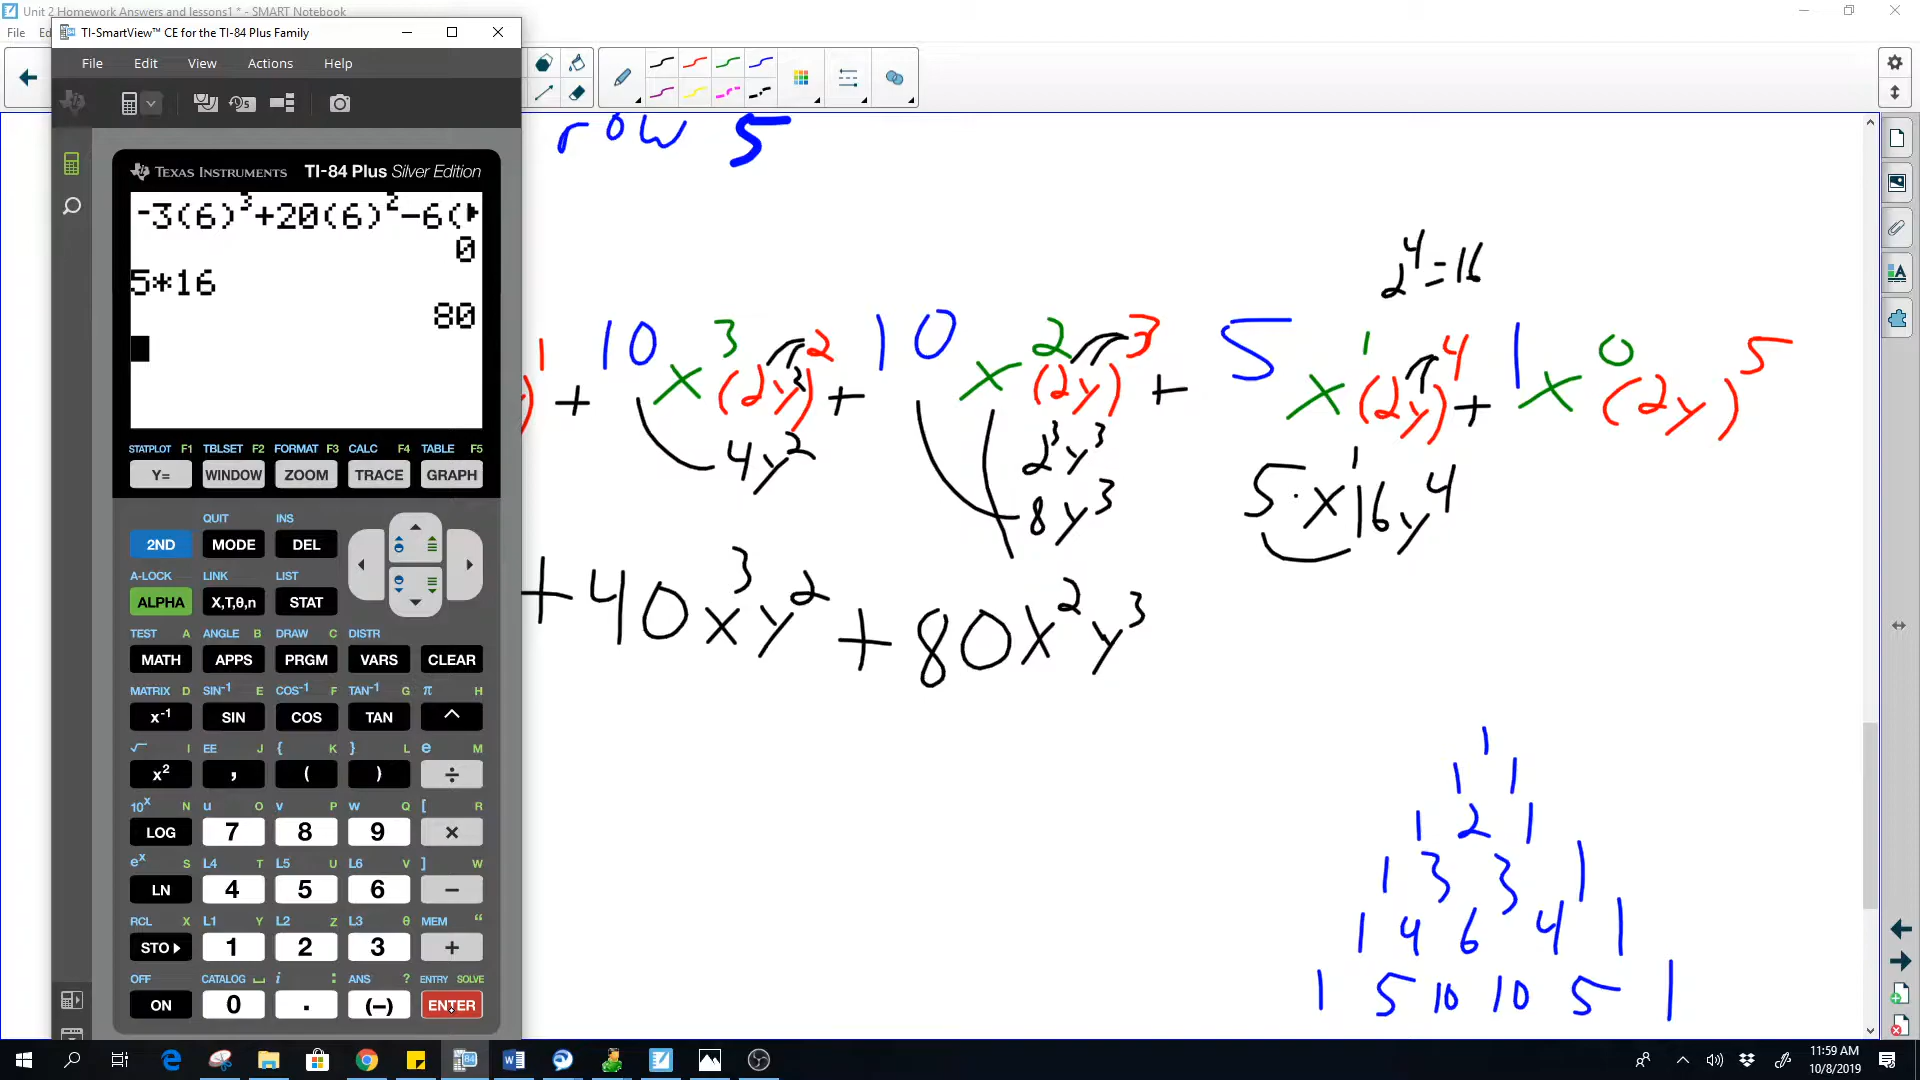 Unit 2 Homework Answers and lessons1 * - SMART Notebook
File Ed
TI-SmartView™ CE for the TI-84 Plus Family
File Edit View Actions Help
TEXAS INSTRUMENTS TI-84 Plus Silver Edition
-3(6)³+20(6)²-6(
0
5*16
80
STATPLOT F1 TBLSET F2 FORMAT F3 CALC F4 TABLE F5
Y= WINDOW ZOOM TRACE GRAPH
QUIT INS
2ND MODE DEL
A-LOCK LINK LIST
ALPHA X,T,θ,n STAT
TEST A ANGLE B DRAW C DISTR
MATH APPS PRGM VARS CLEAR
MATRIX D SIN⁻¹ E COS⁻¹ F TAN⁻¹ G π H
x⁻¹ SIN COS TAN ^
√ I EE J { K } L e M
x² , ( ) ÷
10ˣ N u O v P w Q [ R
LOG 7 8 9 ×
eˣ S L4 T L5 U L6 V ] W
LN 4 5 6 −
RCL X L1 Y L2 Z L3 θ MEM "
STO▸ 1 2 3 +
OFF CATALOG ␣ i : ANS ? ENTRY SOLVE
ON 0 . (−) ENTER
row 5
2⁴=16
)¹ + 10 x³ (2y)² + 10 x² (2y)³ + 5 x¹ (2y)⁴ + 1 x⁰ (2y)⁵
4y² 2³y³ 5·x¹16y⁴
8y³
+40x³y² + 80x²y³
1
1 1
1 2 1
1 3 3 1
1 4 6 4 1
1 5 10 10 5 1
84
11:59 AM
10/8/2019